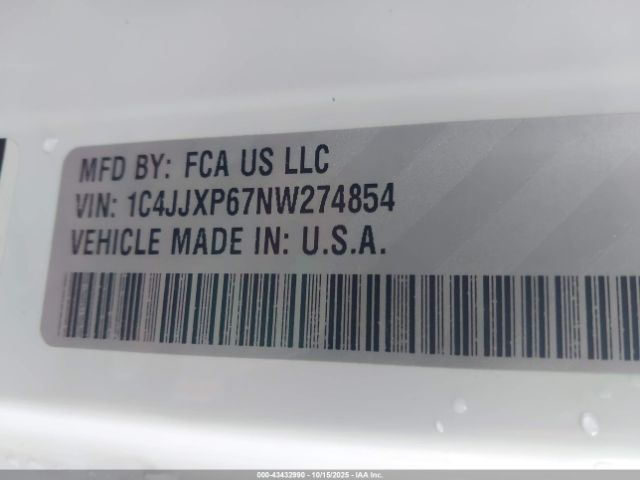 MFD BY: FCA US LLC
VIN: 1C4JJXP67NW274854
VEHICLE MADE IN: U.S.A.
000-43432990 - 10/15/2025 - IAA Inc.